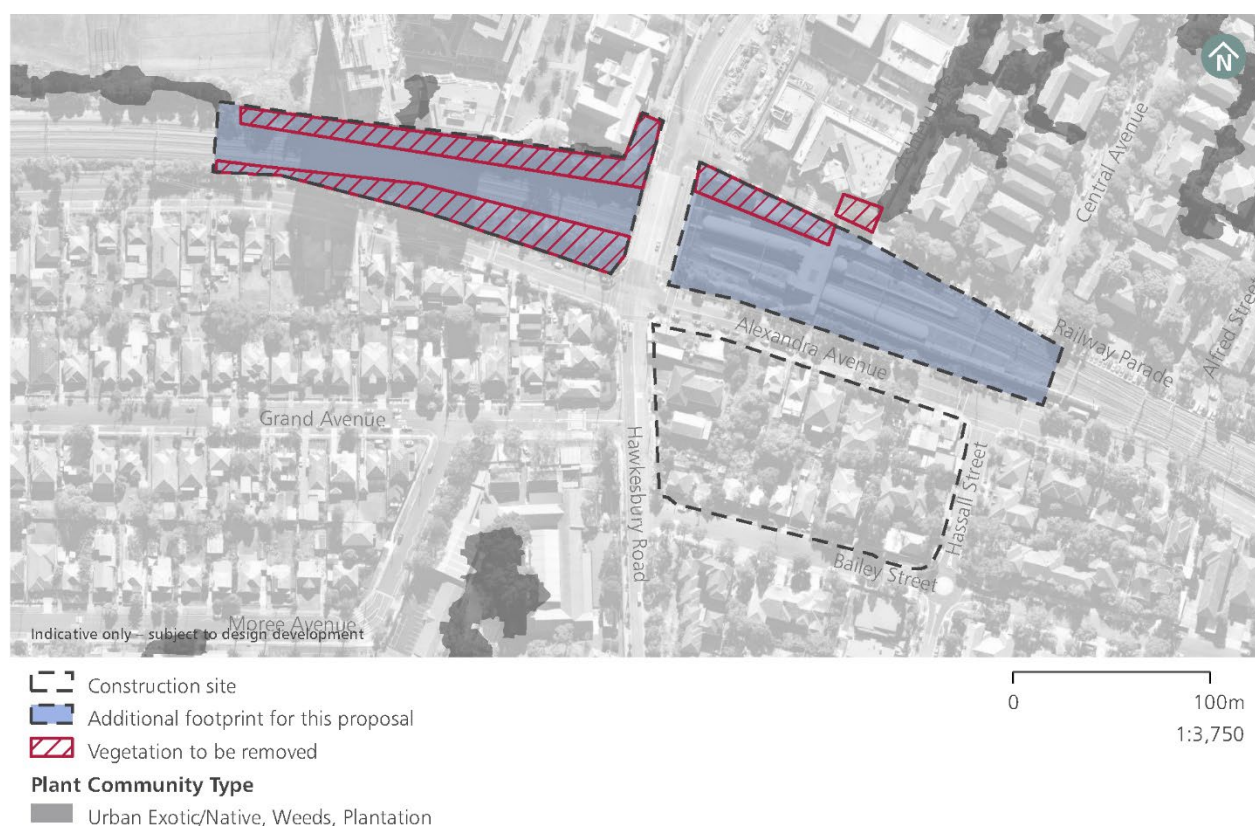 N
Central Avenue
Railway Parade
Alfred Street
Alexandra Avenue
Grand Avenue
Hawkesbury Road
Hassall Street
Bailey Street
Moree Avenue
Indicative only – subject to design development
Construction site
Additional footprint for this proposal
Vegetation to be removed
Plant Community Type
Urban Exotic/Native, Weeds, Plantation
0 100m
1:3,750